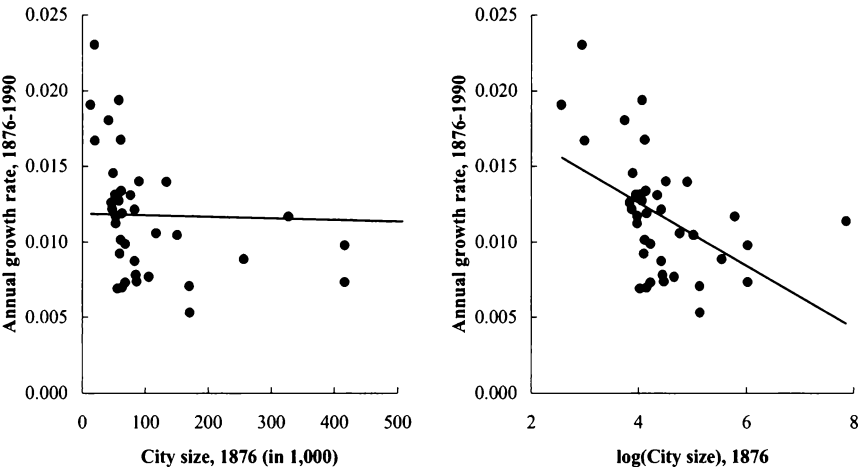 Annual growth rate, 1876-1990
0.025
0.020
0.015
0.010
0.005
0.000
0 100 200 300 400 500
City size, 1876 (in 1,000)
Annual growth rate, 1876-1990
0.025
0.020
0.015
0.010
0.005
0.000
2 4 6 8
log(City size), 1876